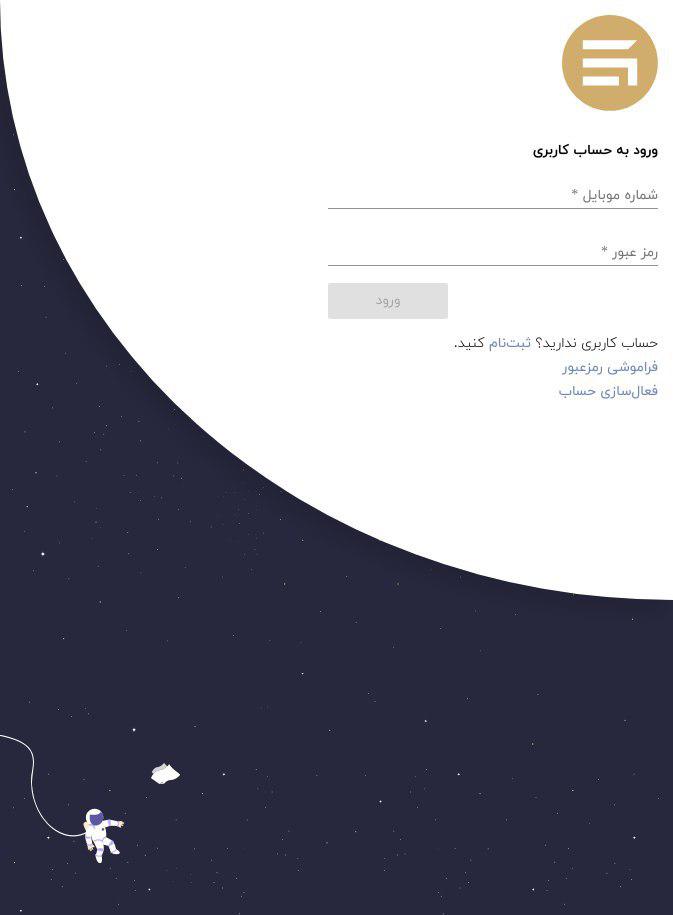 ورود به حساب کاربری
شماره موبایل *
رمز عبور *
ورود
حساب کاربری ندارید؟ ثبت‌نام کنید.
فراموشی رمزعبور
فعال‌سازی حساب